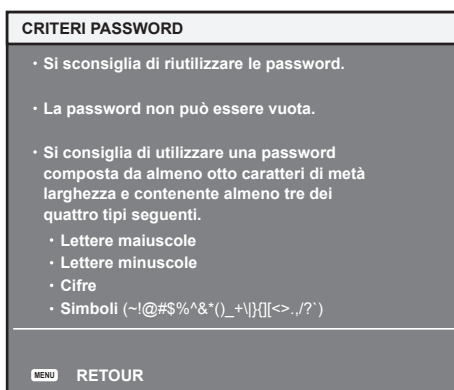 CRITERI PASSWORD
・Si sconsiglia di riutilizzare le password.
・La password non può essere vuota.
・Si consiglia di utilizzare una password
composta da almeno otto caratteri di metà
larghezza e contenente almeno tre dei
quattro tipi seguenti.
・Lettere maiuscole
・Lettere minuscole
・Cifre
・Simboli (~!@#$%^&*()_+\|}{][<>.,/?`)
MENU RETOUR